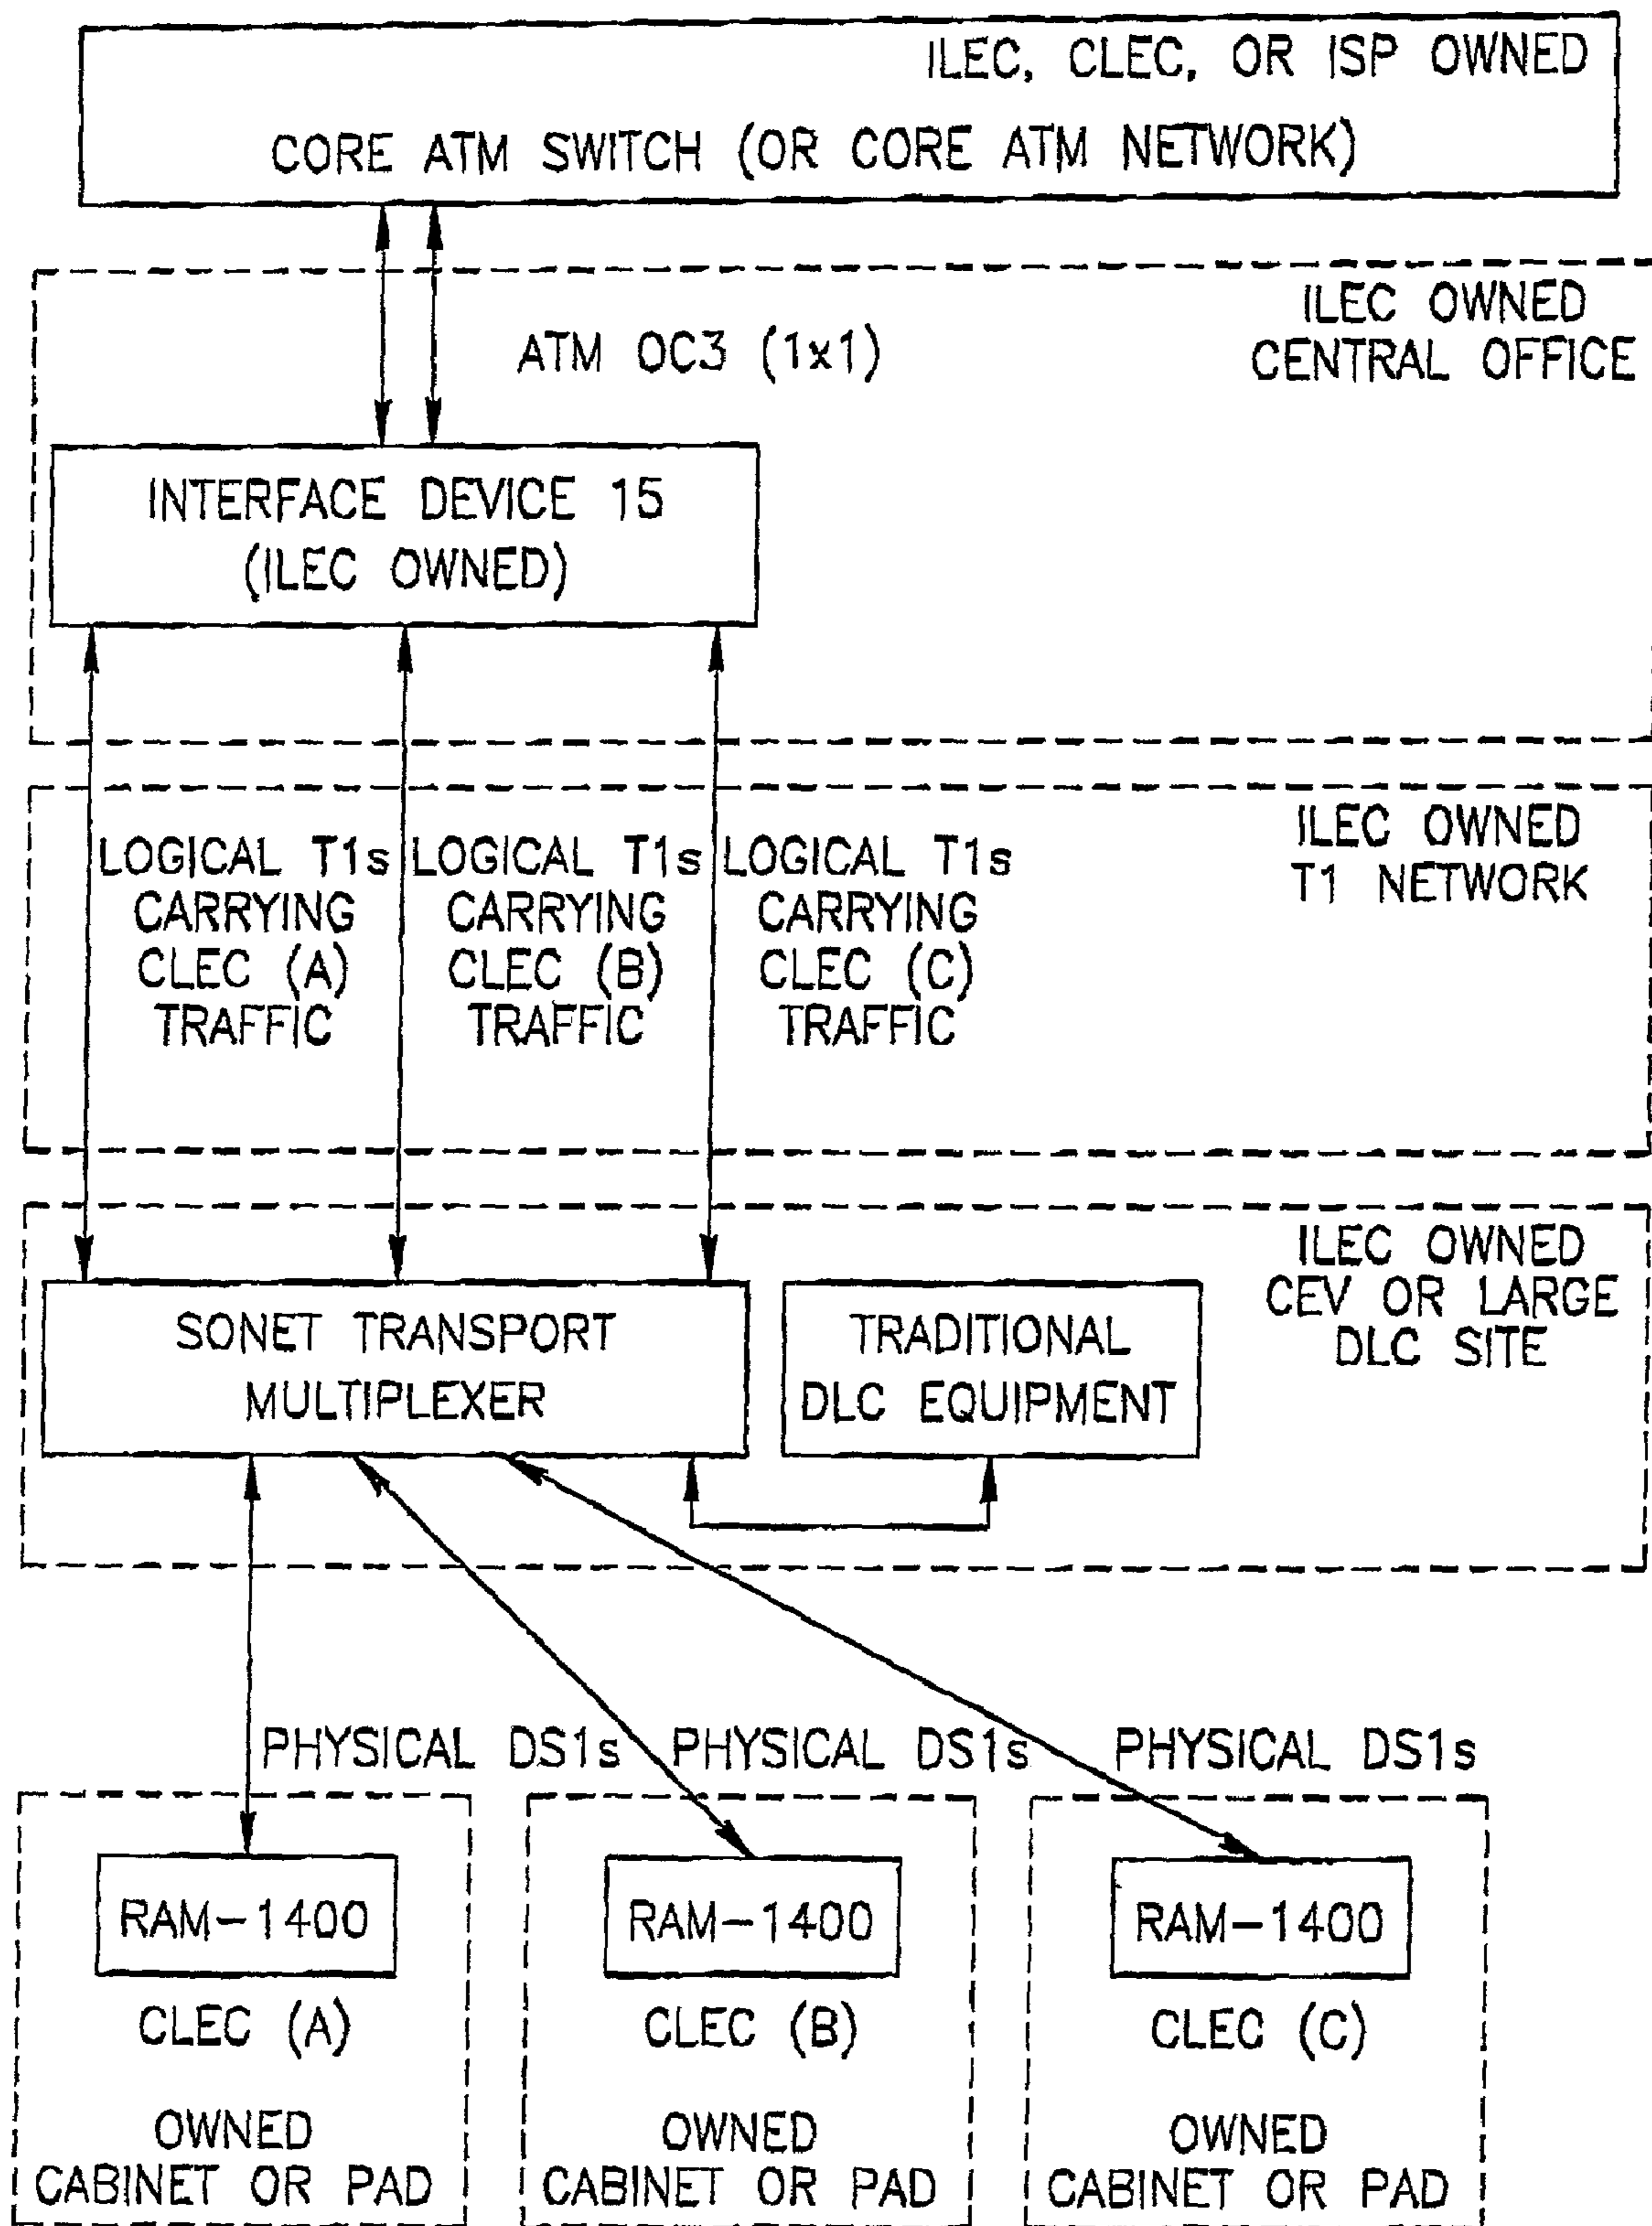 ILEC, CLEC, OR ISP OWNED
CORE ATM SWITCH (OR CORE ATM NETWORK)
ILEC OWNED
CENTRAL OFFICE
ATM OC3 (1x1)
INTERFACE DEVICE 15
(ILEC OWNED)
ILEC OWNED
T1 NETWORK
LOGICAL T1s
CARRYING
CLEC (A)
TRAFFIC
LOGICAL T1s
CARRYING
CLEC (B)
TRAFFIC
LOGICAL T1s
CARRYING
CLEC (C)
TRAFFIC
ILEC OWNED
CEV OR LARGE
DLC SITE
SONET TRANSPORT
MULTIPLEXER
TRADITIONAL
DLC EQUIPMENT
PHYSICAL DS1s
PHYSICAL DS1s
PHYSICAL DS1s
RAM-1400
CLEC (A)
OWNED
CABINET OR PAD
RAM-1400
CLEC (B)
OWNED
CABINET OR PAD
RAM-1400
CLEC (C)
OWNED
CABINET OR PAD